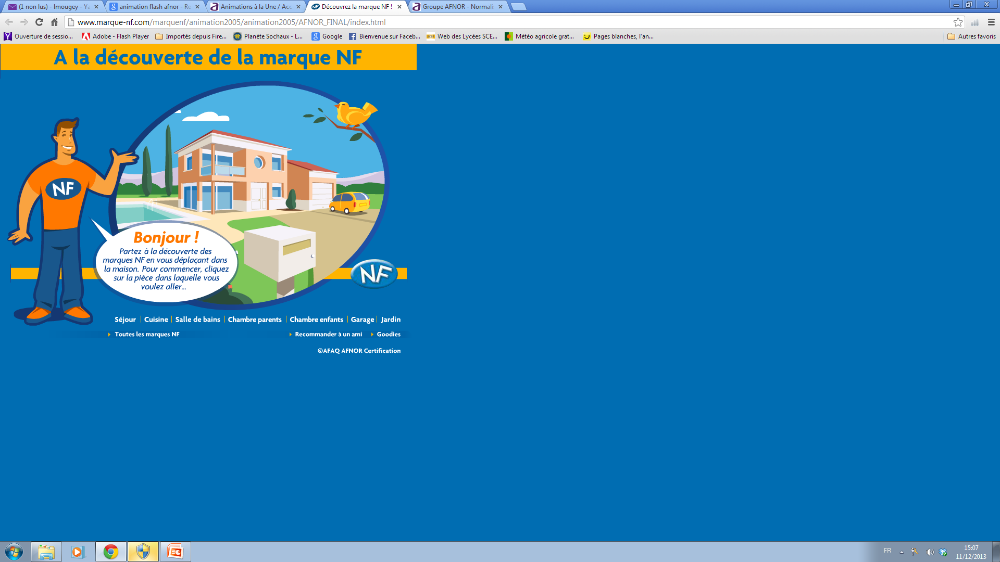 (1 non lus) - lmougey - Ya
animation flash afnor - Re
Animations à la Une / Acc
Découvrez la marque NF !
Groupe AFNOR - Normali
www.marque-nf.com/marquenf/animation2005/animation2005/AFNOR_FINAL/index.html
Ouverture de sessio...
Adobe - Flash Player
Importés depuis Fire...
Planète Sochaux - L...
Google
Bienvenue sur Faceb...
Web des Lycées SCE...
Météo agricole grat...
Pages blanches, l'an...
Autres favoris
A la découverte de la marque NF
NF
Bonjour !
Partez à la découverte des
marques NF en vous déplaçant dans
la maison. Pour commencer, cliquez
sur la pièce dans laquelle vous
voulez aller...
NF
Séjour | Cuisine | Salle de bains | Chambre parents | Chambre enfants | Garage | Jardin
Toutes les marques NF
Recommander à un ami
Goodies
©AFAQ AFNOR Certification
FR
15:07
11/12/2013